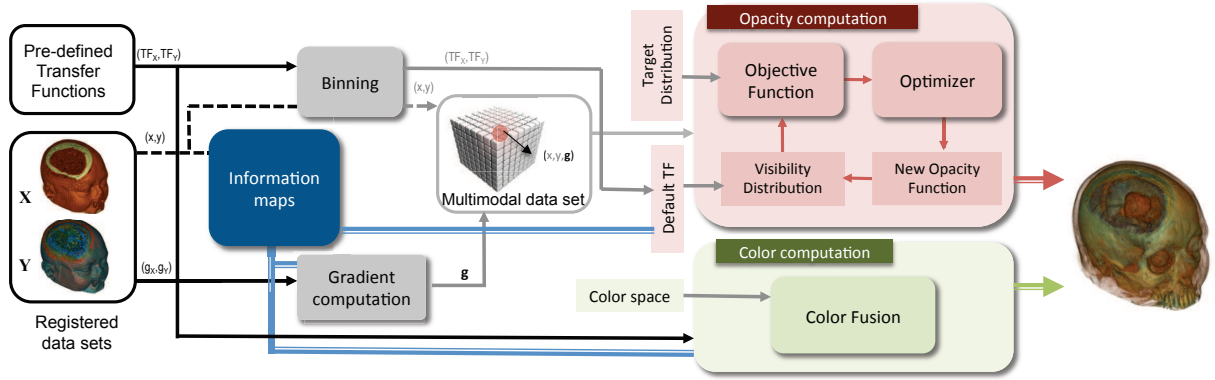 Pre-defined
Transfer
Functions
(TFX,TFY)
Binning
(TFX,TFY)
(x,y)
(x,y)
X
Y
Registered
data sets
Information
maps
(gX,gY)
Gradient
computation
g
(x,y,g)
Multimodal data set
Target
Distribution
Default TF
Opacity computation
Objective
Function
Optimizer
Visibility
Distribution
New Opacity
Function
Color computation
Color space
Color Fusion